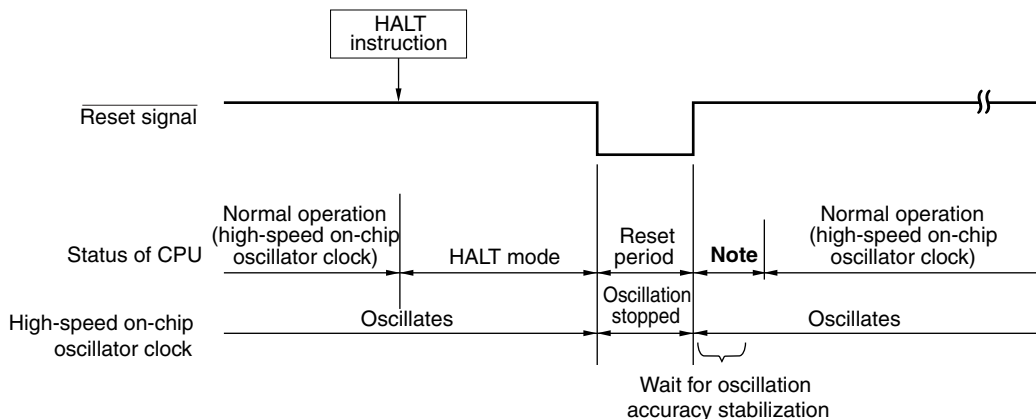 HALT
instruction
Reset signal
Status of CPU
Normal operation
(high-speed on-chip
oscillator clock)
HALT mode
Reset
period
Note
Normal operation
(high-speed on-chip
oscillator clock)
High-speed on-chip
oscillator clock
Oscillates
Oscillation
stopped
Oscillates
Wait for oscillation
accuracy stabilization